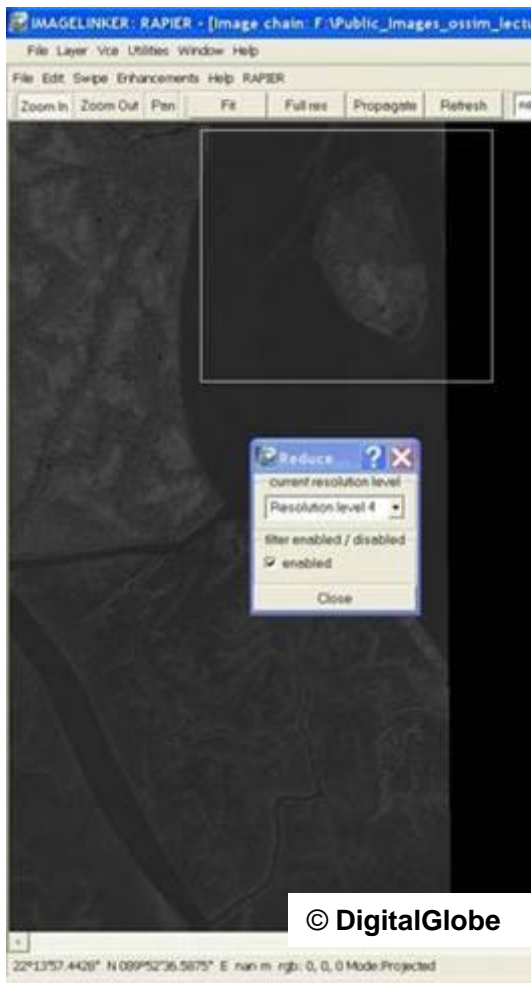 IMAGELINKER: RAPIER - [Image chain: F:\Public_Images_ossim_lectu
File Layer Vce Utilities Window Help
File Edit Swipe Enhancements Help RAPIER
Zoom In Zoom Out Pan Fit Full res Propagate Refresh
Reduce...
current resolution level
Resolution level 4
filter enabled / disabled
enabled
Close
© DigitalGlobe
22°13'57.4428" N 089°52'36.5875" E nan m rgb: 0, 0, 0 Mode:Projected